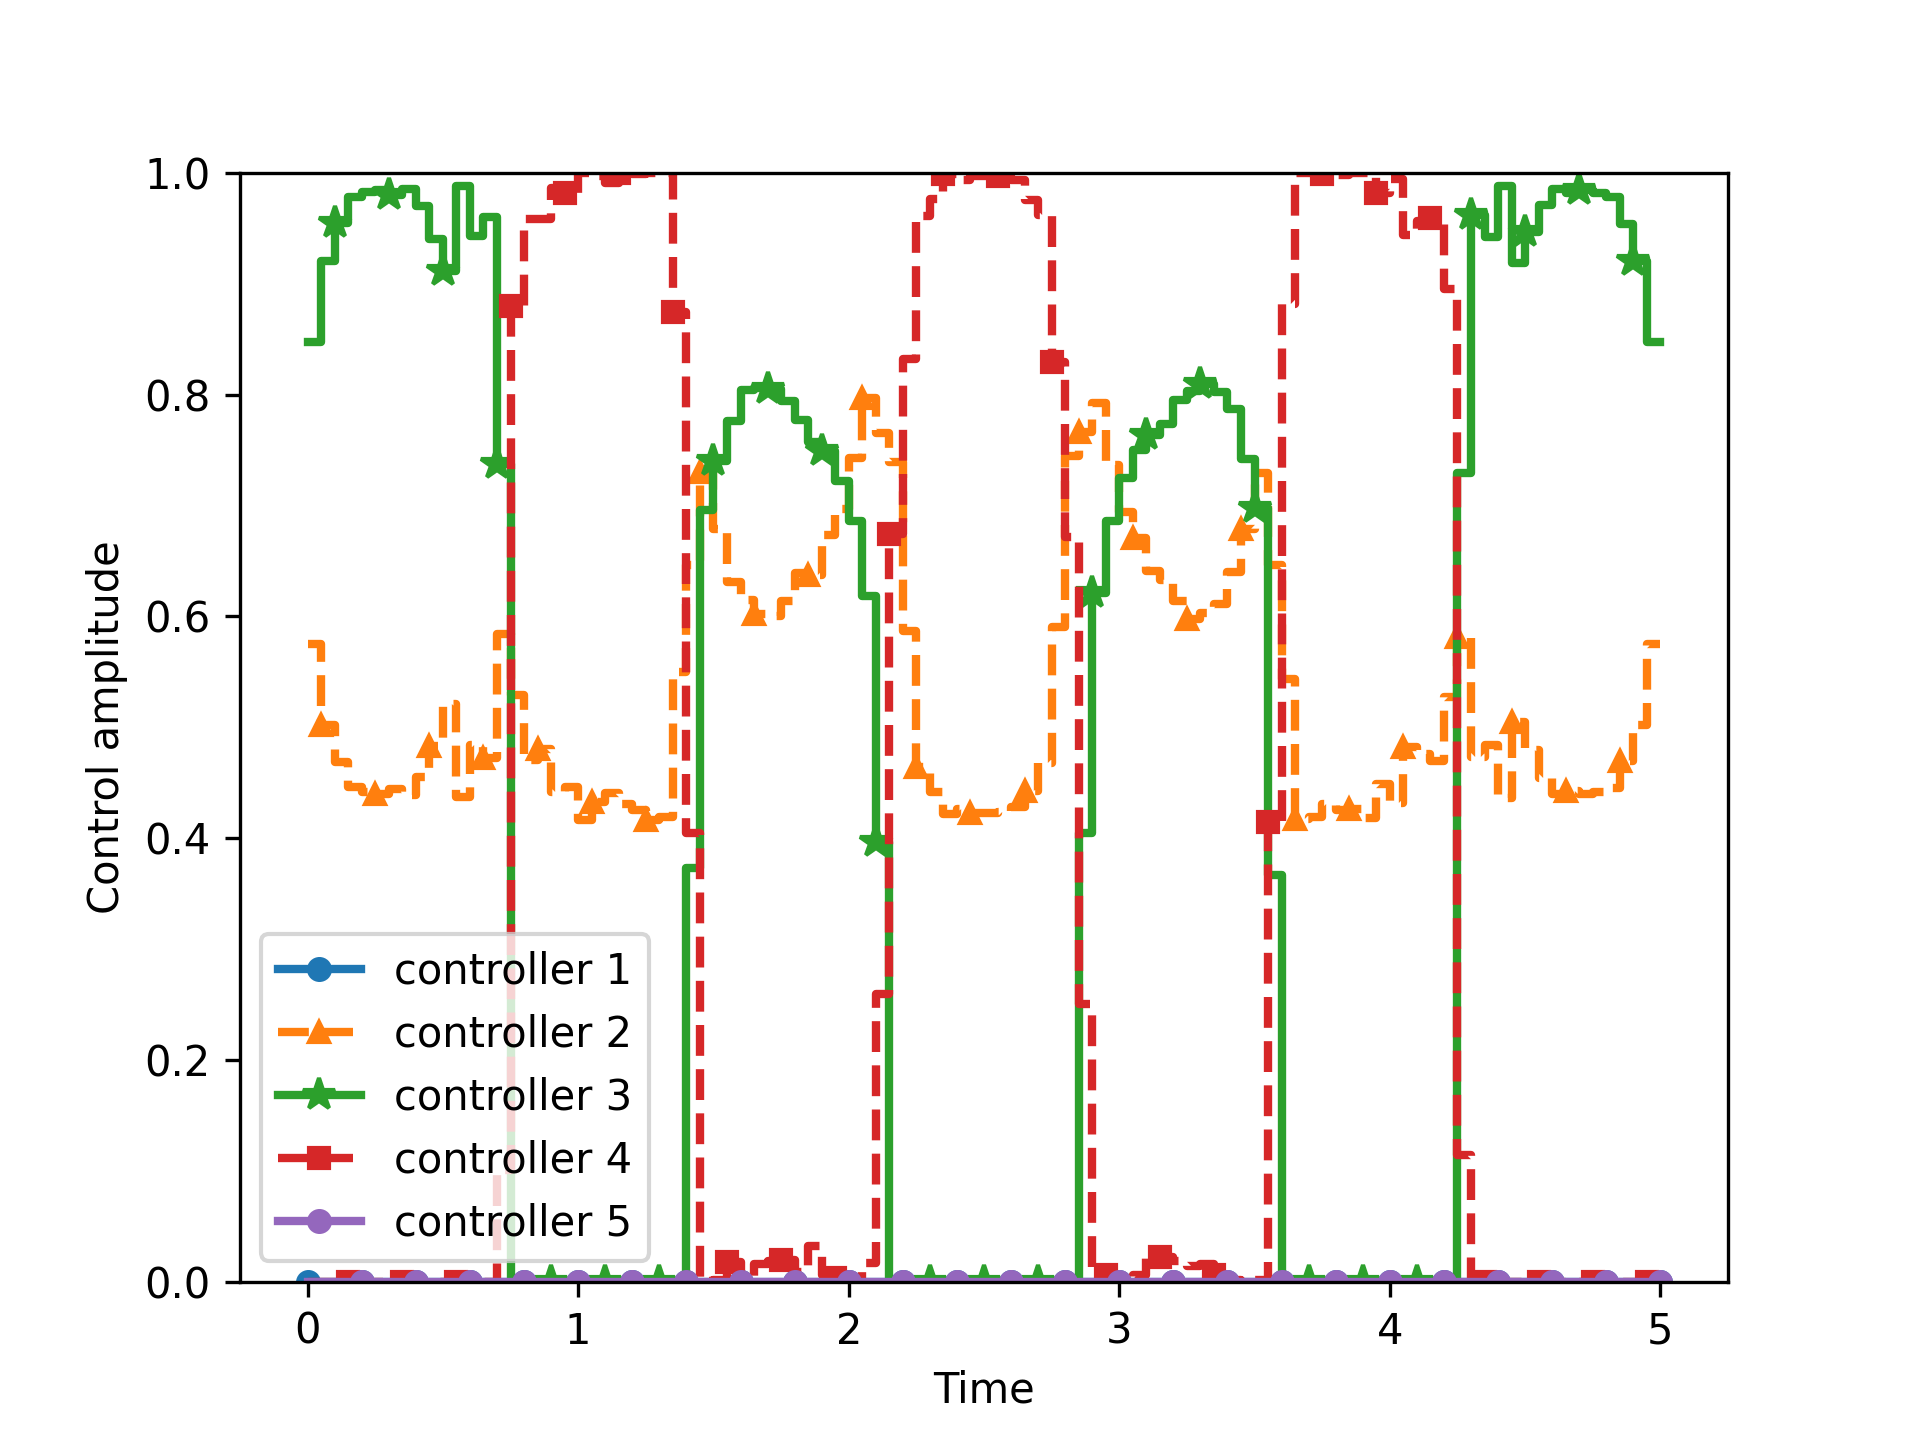 1.0
0.8
0.6
0.4
0.2
0.0
Control amplitude
controller 1
controller 2
controller 3
controller 4
controller 5
0 1 2 3 4 5
Time